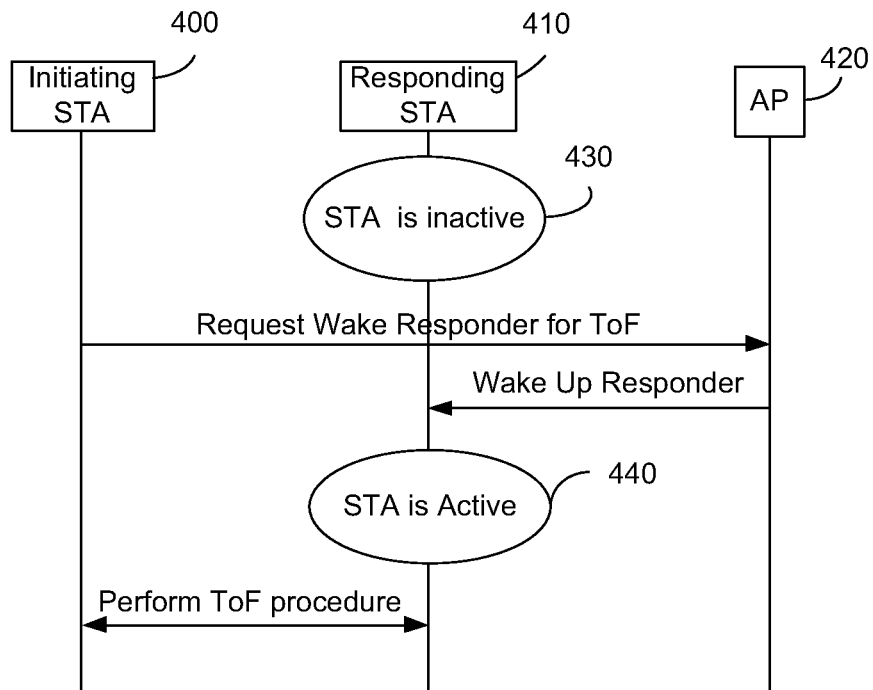 400
410
420
Initiating
STA
Responding
STA
AP
430
STA is inactive
Request Wake Responder for ToF
Wake Up Responder
440
STA is Active
Perform ToF procedure